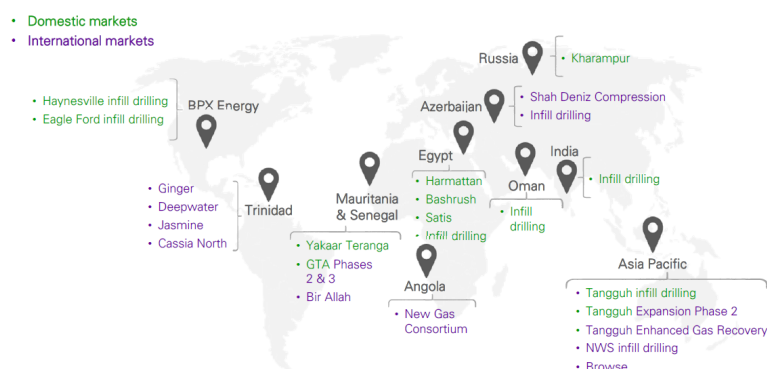 • Domestic markets
• International markets
Russia
• Kharampur
• Haynesville infill drilling
• Eagle Ford infill drilling
BPX Energy
Azerbaijan
• Shah Deniz Compression
• Infill drilling
Egypt
• Harmattan
• Bashrush
• Satis
• Infill drilling
India
• Infill drilling
Oman
• Infill
drilling
• Ginger
• Deepwater
• Jasmine
• Cassia North
Trinidad
Mauritania
& Senegal
• Yakaar Teranga
• GTA Phases
2 & 3
• Bir Allah
Angola
• New Gas
Consortium
Asia Pacific
• Tangguh infill drilling
• Tangguh Expansion Phase 2
• Tangguh Enhanced Gas Recovery
• NWS infill drilling
• Browse